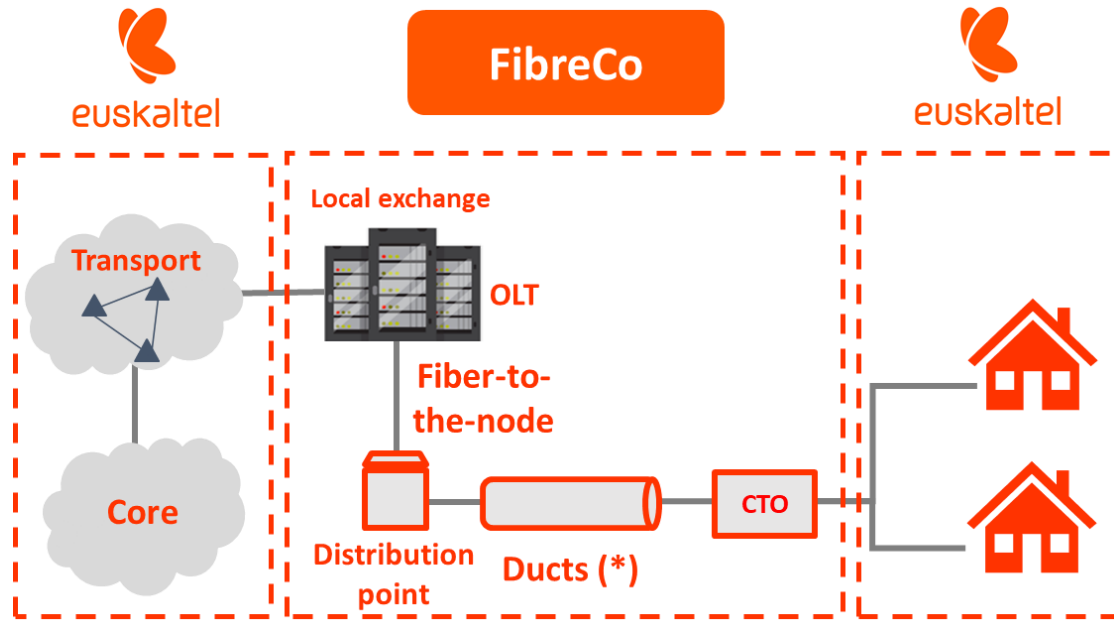 euskaltel
FibreCo
euskaltel
Local exchange
Transport
OLT
Fiber-to-
the-node
Core
CTO
Distribution
point
Ducts (*)